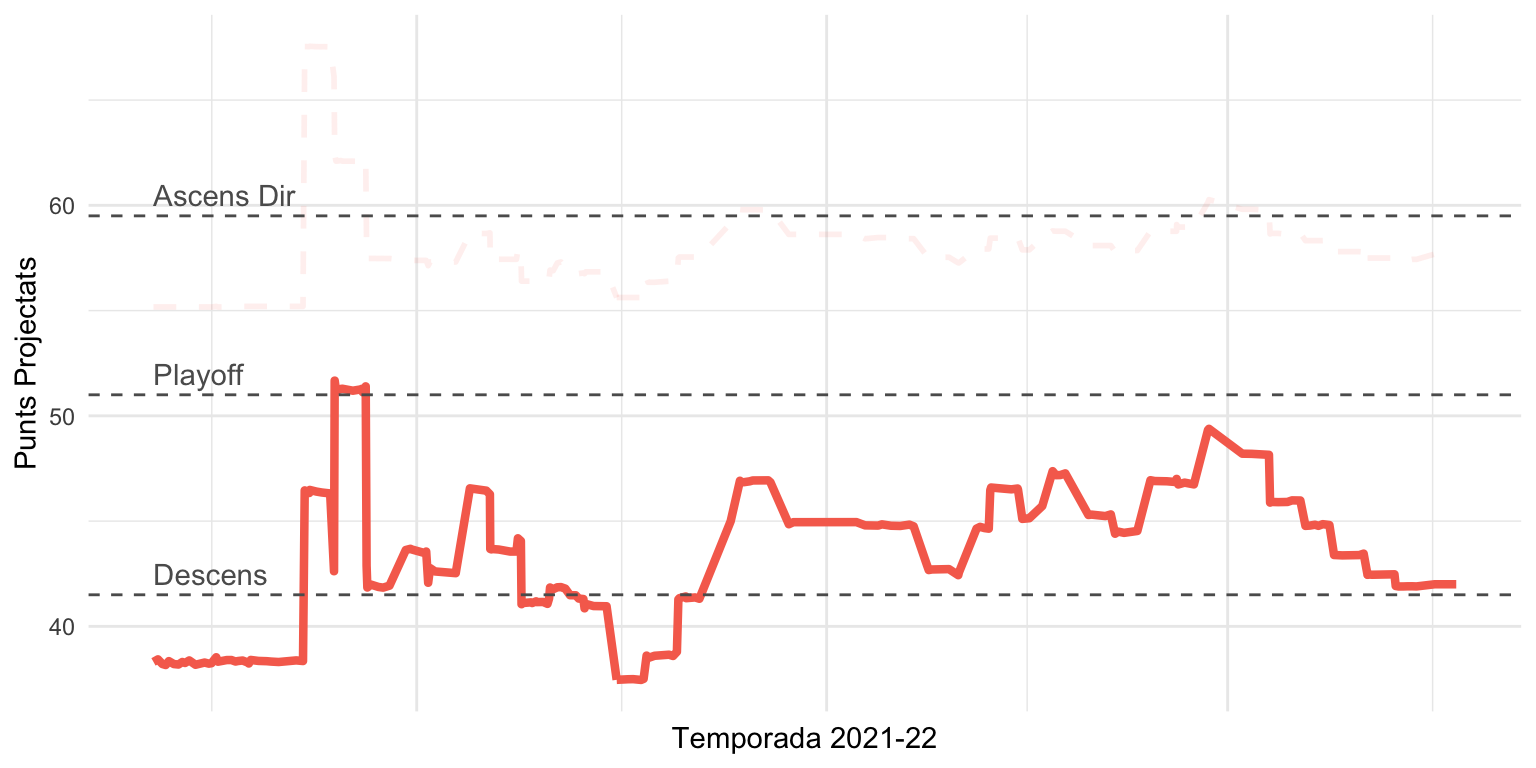 Ascens Dir
60
Playoff
50
Descens
40
Punts Projectats
Temporada 2021-22